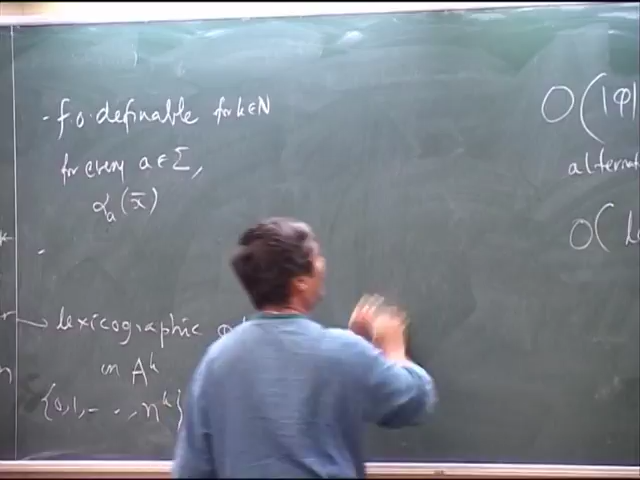 · f.o. definable for k∈N
for every a∈Σ,
α_a(x̄)
·
→ lexicographic
on A^k
{0,1,-..,n^k}
O(|φ|
alternat
O(